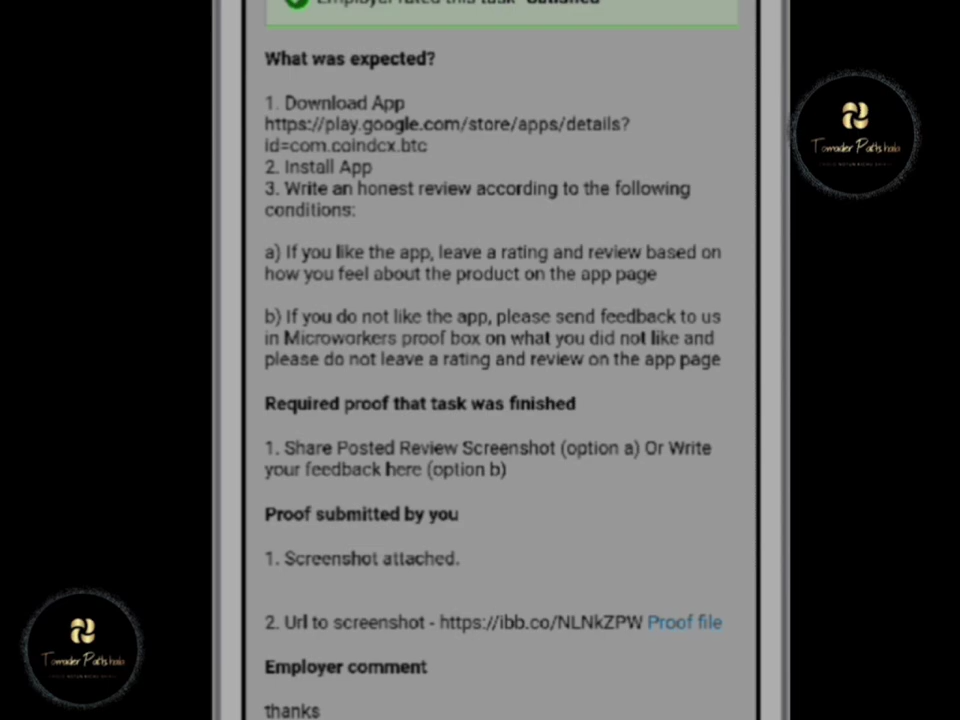 Employer rated this task Satisfied
What was expected?
1. Download App
https://play.google.com/store/apps/details?
id=com.coindcx.btc
2. Install App
3. Write an honest review according to the following
conditions:
a) If you like the app, leave a rating and review based on
how you feel about the product on the app page
b) If you do not like the app, please send feedback to us
in Microworkers proof box on what you did not like and
please do not leave a rating and review on the app page
Required proof that task was finished
1. Share Posted Review Screenshot (option a) Or Write
your feedback here (option b)
Proof submitted by you
1. Screenshot attached.
2. Url to screenshot - https://ibb.co/NLNkZPW Proof file
Employer comment
thanks